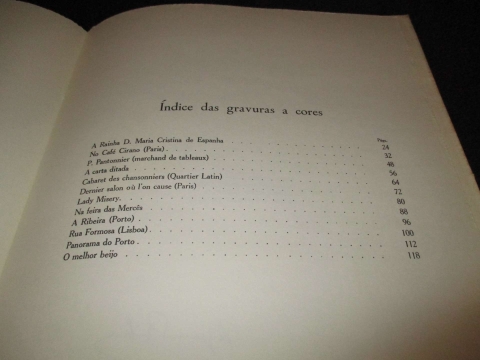 Índice das gravuras a cores
Págs.
A Rainha D. Maria Cristina de Espanha . . . . . . . . . . 24
No Café Cirano (Paris) . . . . . . . . . . 32
P. Pantonnier (marchand de tableaux) . . . . . . . . . . 48
A carta ditada . . . . . . . . . . 56
Cabaret des chansonniers (Quartier Latin) . . . . . . . . . . 64
Dernier salon où l'on cause (Paris) . . . . . . . . . . 72
Lady Misery . . . . . . . . . . 80
Na feira das Mercês . . . . . . . . . . 88
A Ribeira (Porto) . . . . . . . . . . 96
Rua Formosa (Lisboa) . . . . . . . . . . 100
Panorama do Porto . . . . . . . . . . 112
O melhor beijo . . . . . . . . . . 118